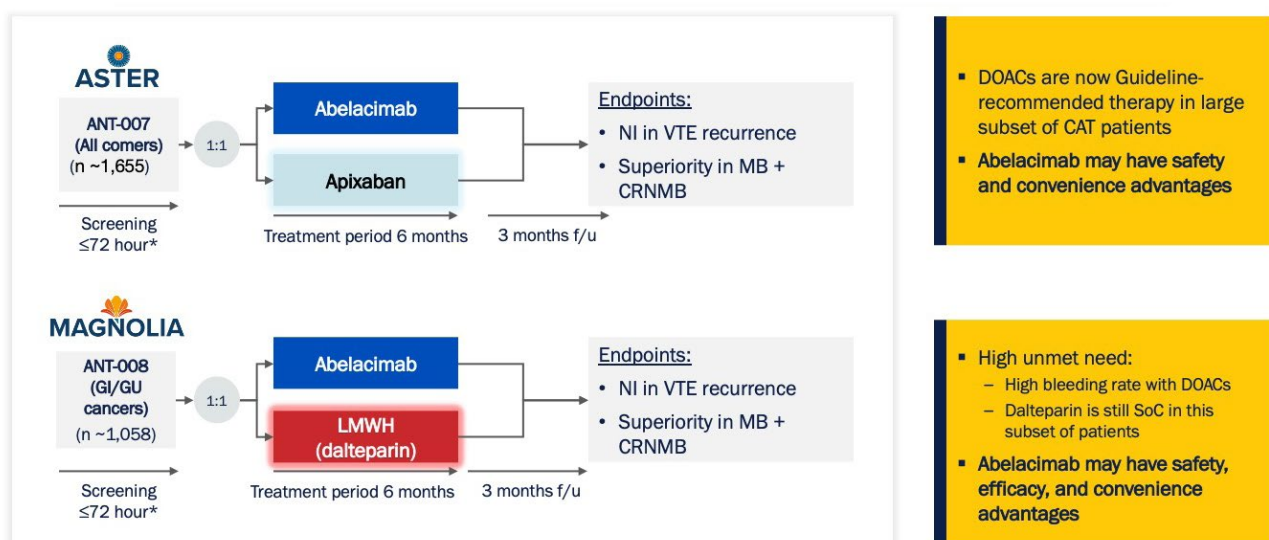 ASTER
ANT-007
(All comers)
(n ~1,655)
1:1
Abelacimab
Apixaban
Endpoints:
• NI in VTE recurrence
• Superiority in MB +
CRNMB
Screening
≤72 hour*
Treatment period 6 months
3 months f/u
▪ DOACs are now Guideline-
recommended therapy in large
subset of CAT patients
▪ Abelacimab may have safety
and convenience advantages
MAGNOLIA
ANT-008
(GI/GU
cancers)
(n ~1,058)
1:1
Abelacimab
LMWH
(dalteparin)
Endpoints:
• NI in VTE recurrence
• Superiority in MB +
CRNMB
Screening
≤72 hour*
Treatment period 6 months
3 months f/u
▪ High unmet need:
– High bleeding rate with DOACs
– Dalteparin is still SoC in this
subset of patients
▪ Abelacimab may have safety,
efficacy, and convenience
advantages